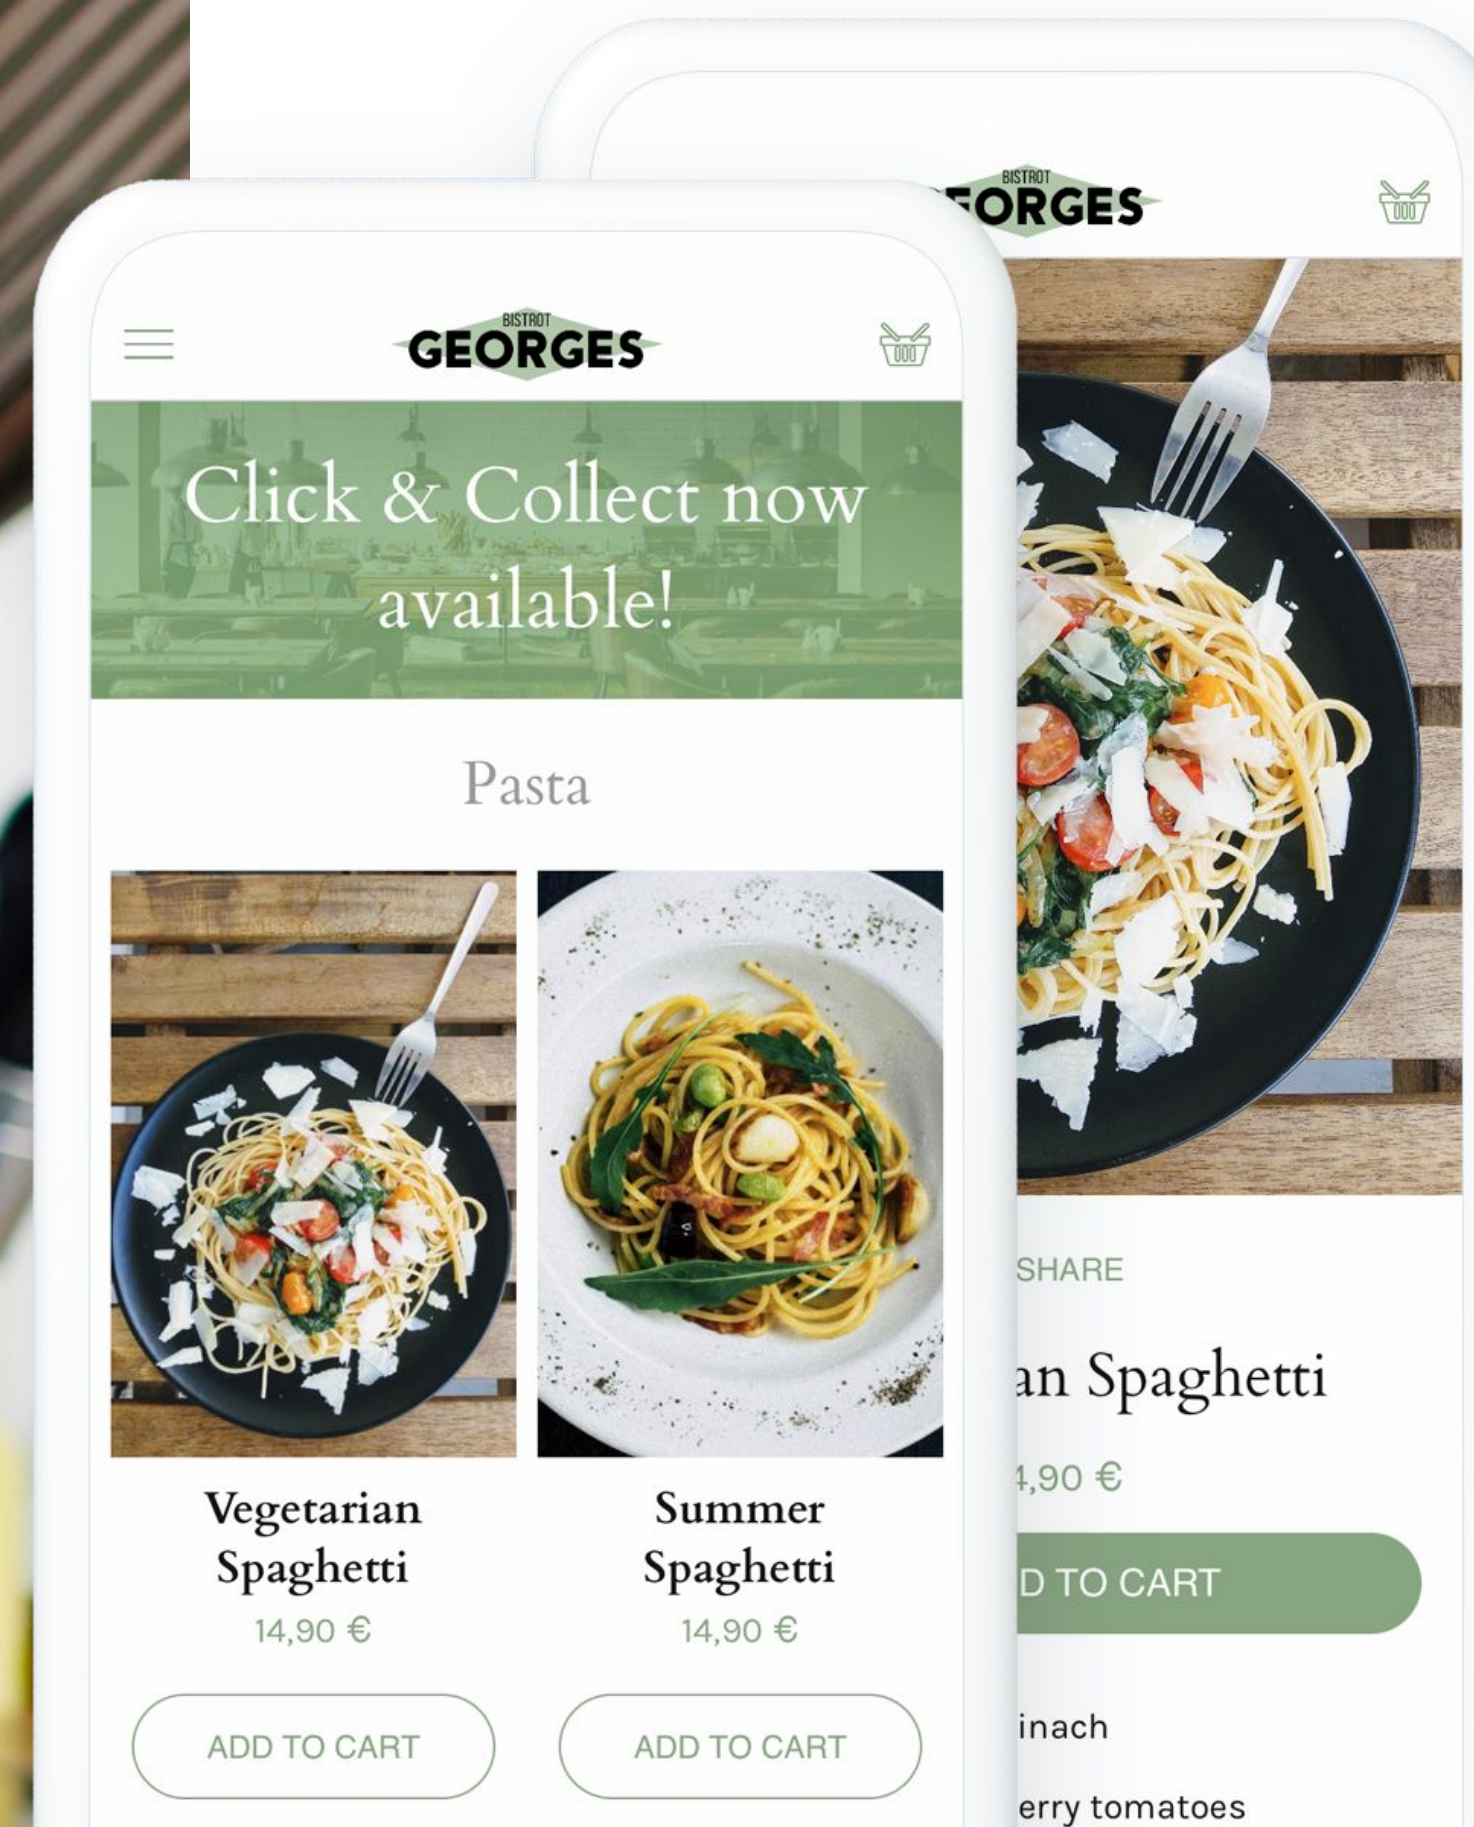 BISTROT
GEORGES
Click & Collect now
available!
Pasta
Vegetarian
Spaghetti
14,90 €
ADD TO CART
Summer
Spaghetti
14,90 €
ADD TO CART
BISTROT
EORGES
SHARE
an Spaghetti
4,90 €
D TO CART
inach
erry tomatoes